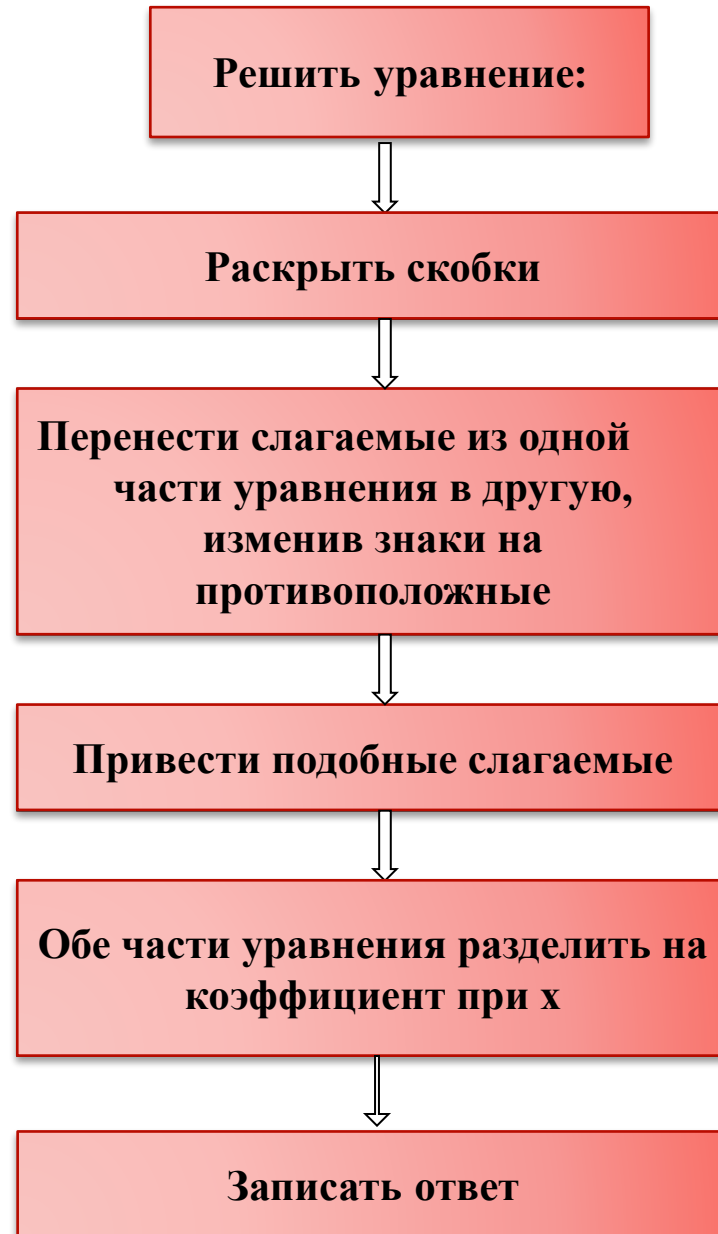 Решить уравнение:
Раскрыть скобки
Перенести слагаемые из одной
части уравнения в другую,
изменив знаки на
противоположные
Привести подобные слагаемые
Обе части уравнения разделить на
коэффициент при х
Записать ответ